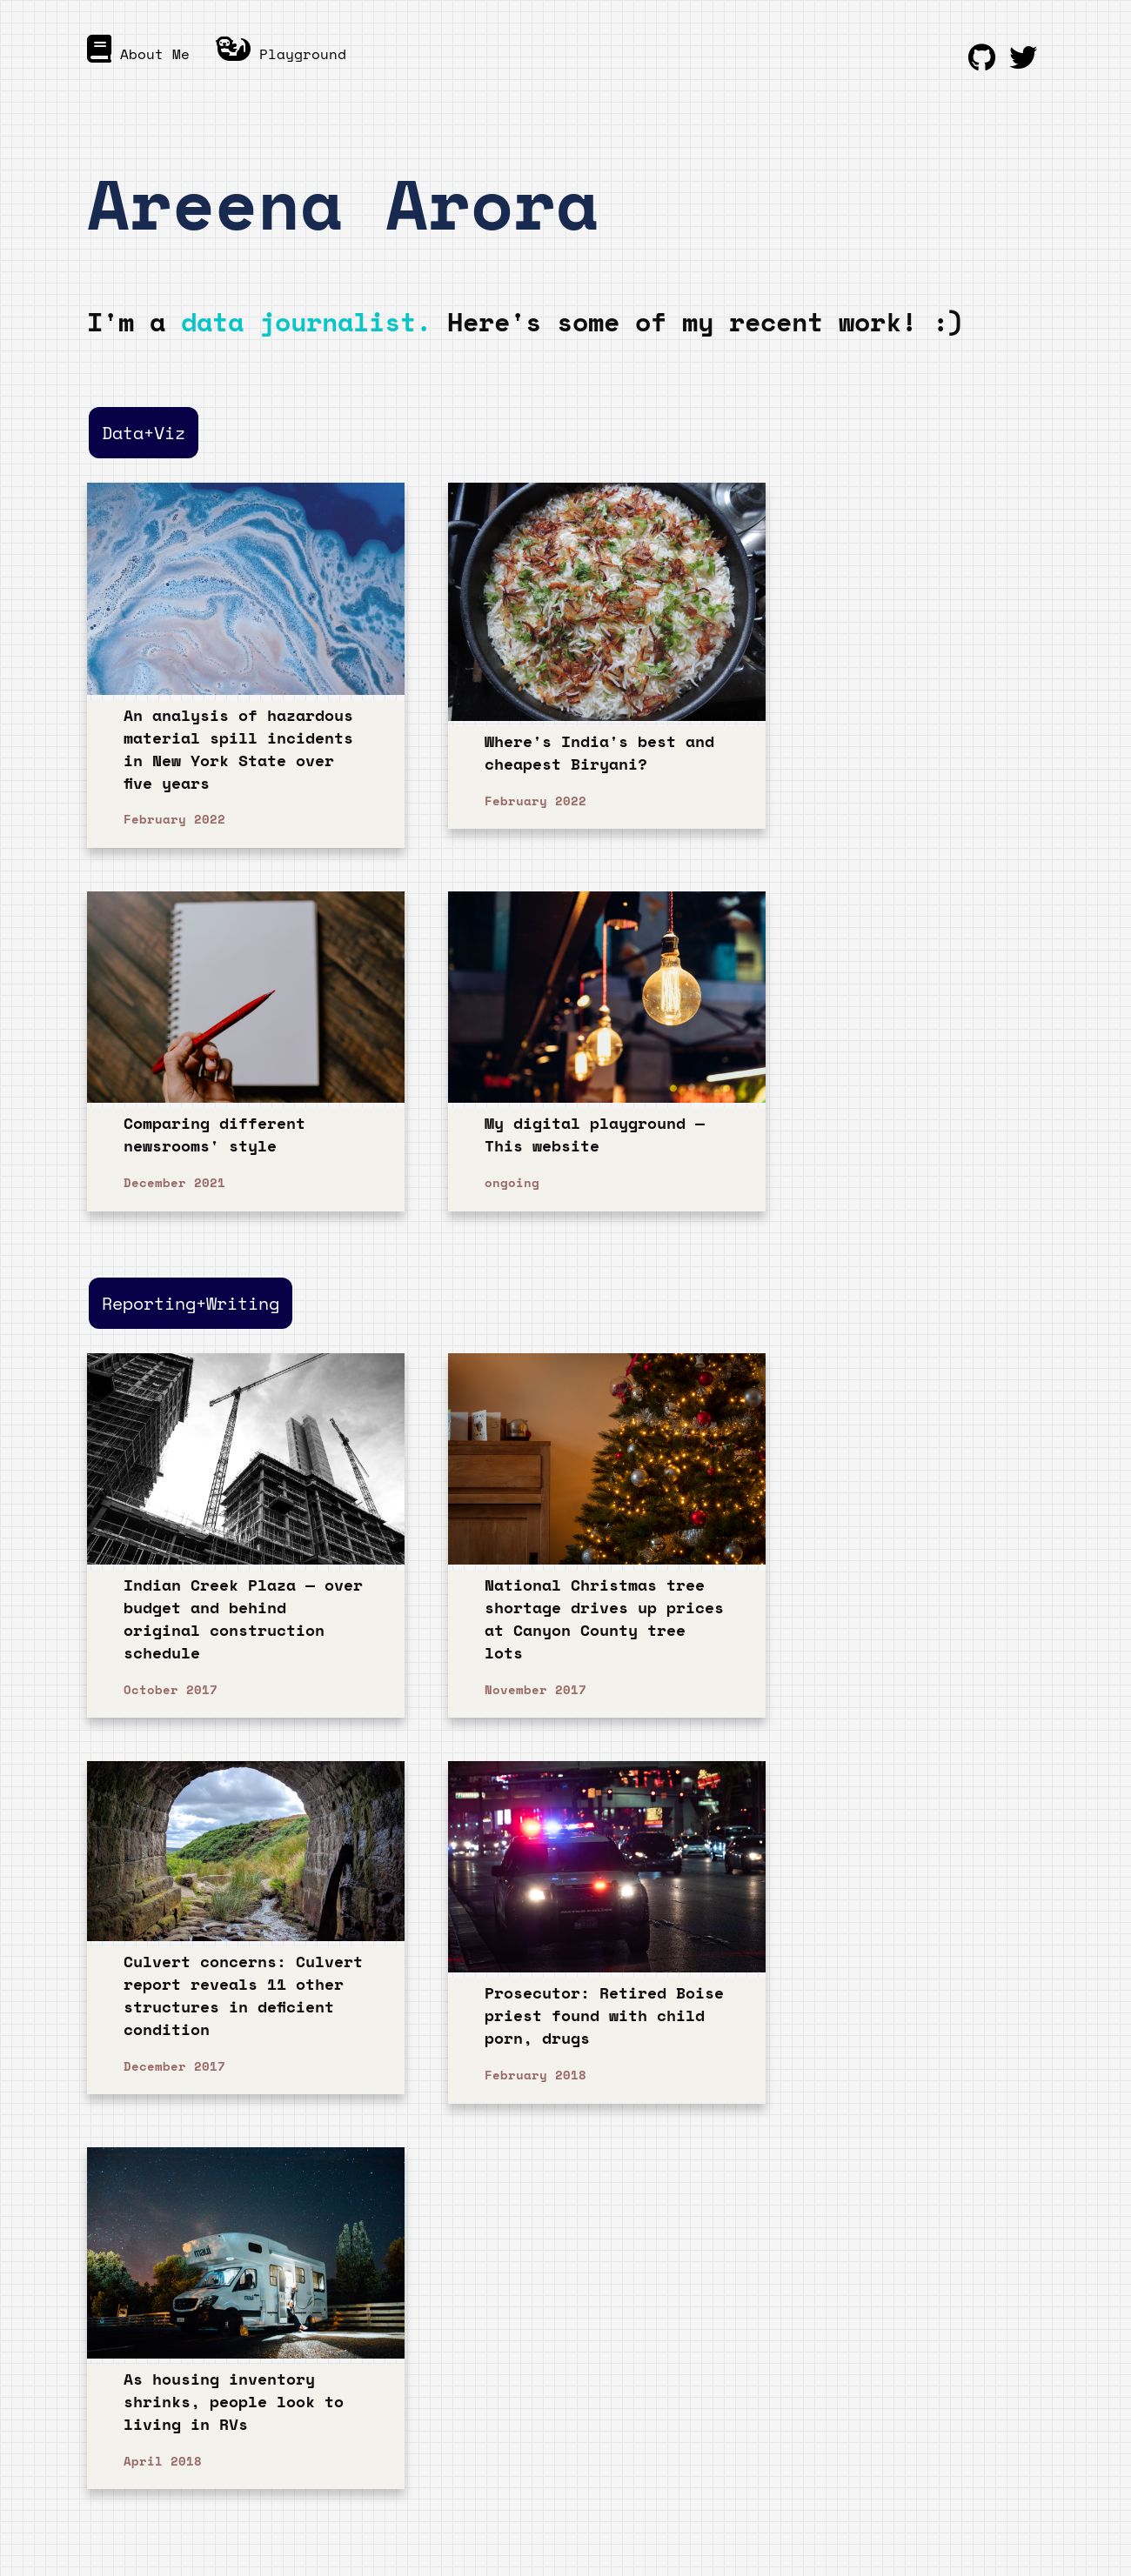 About Me
Playground
Areena Arora
I'm a data journalist. Here's some of my recent work! :)
Data+Viz
An analysis of hazardous
material spill incidents
in New York State over
five years
February 2022
Where's India's best and
cheapest Biryani?
February 2022
Comparing different
newsrooms' style
December 2021
My digital playground —
This website
ongoing
Reporting+Writing
Indian Creek Plaza — over
budget and behind
original construction
schedule
October 2017
National Christmas tree
shortage drives up prices
at Canyon County tree
lots
November 2017
Culvert concerns: Culvert
report reveals 11 other
structures in deficient
condition
December 2017
Prosecutor: Retired Boise
priest found with child
porn, drugs
February 2018
maui
As housing inventory
shrinks, people look to
living in RVs
April 2018